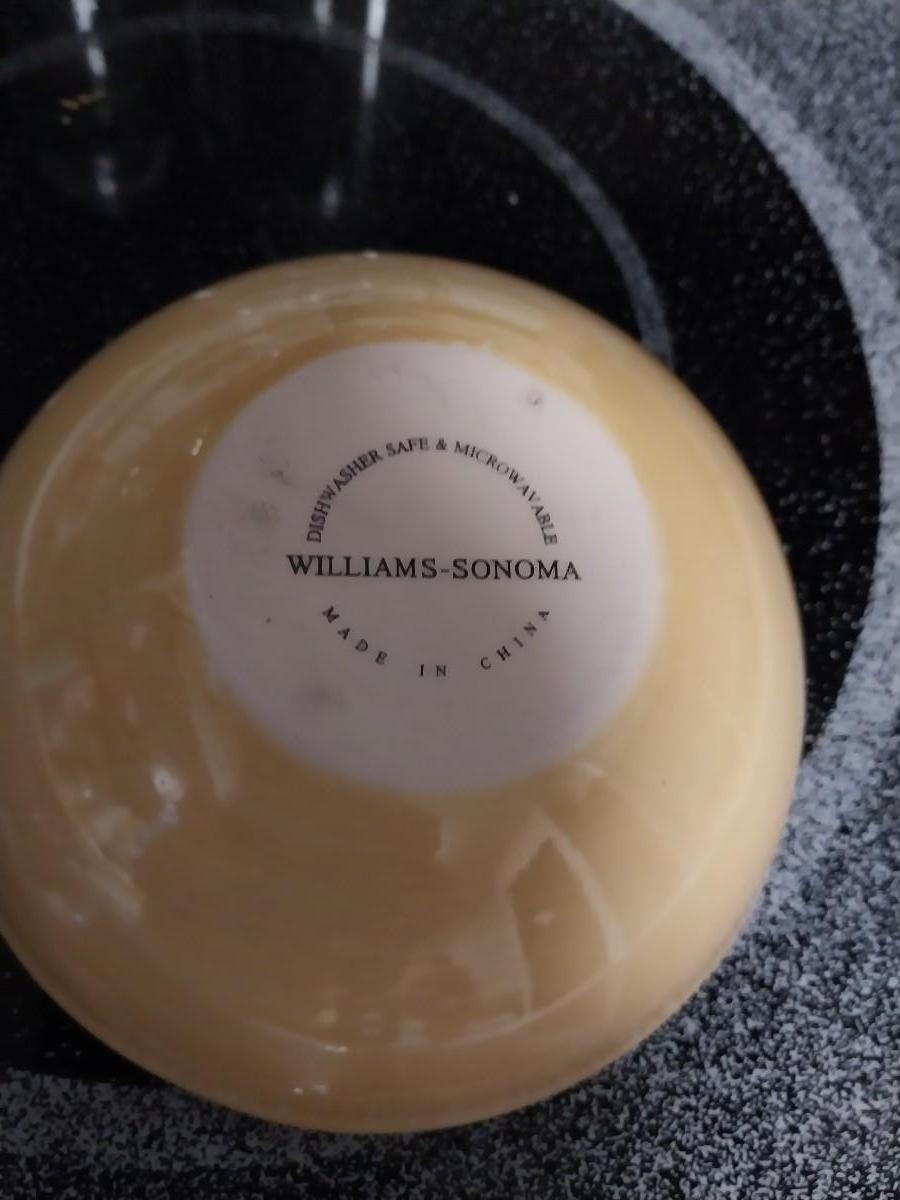 DISHWASHER SAFE & MICROWAVABLE
WILLIAMS-SONOMA
MADE IN CHINA